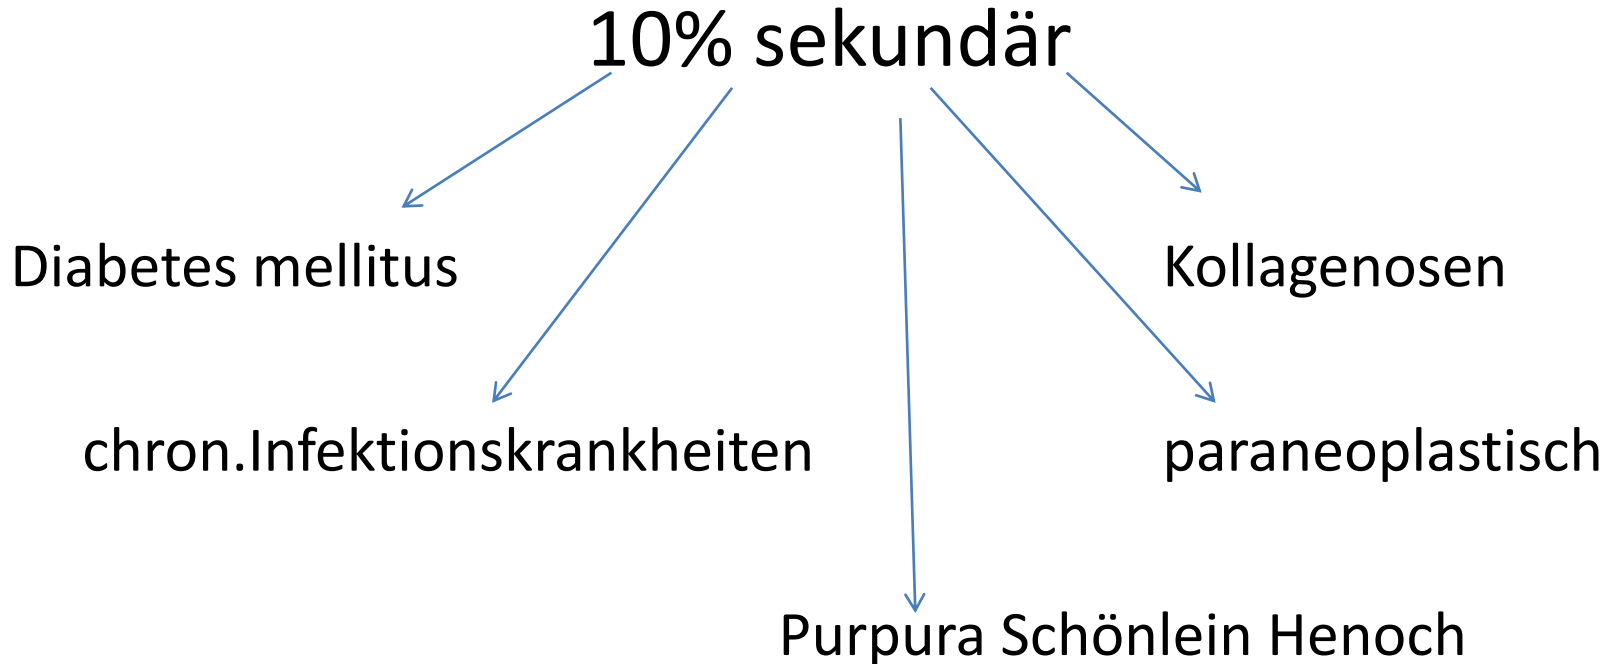 10% sekundär
Diabetes mellitus
Kollagenosen
chron.Infektionskrankheiten
paraneoplastisch
Purpura Schönlein Henoch